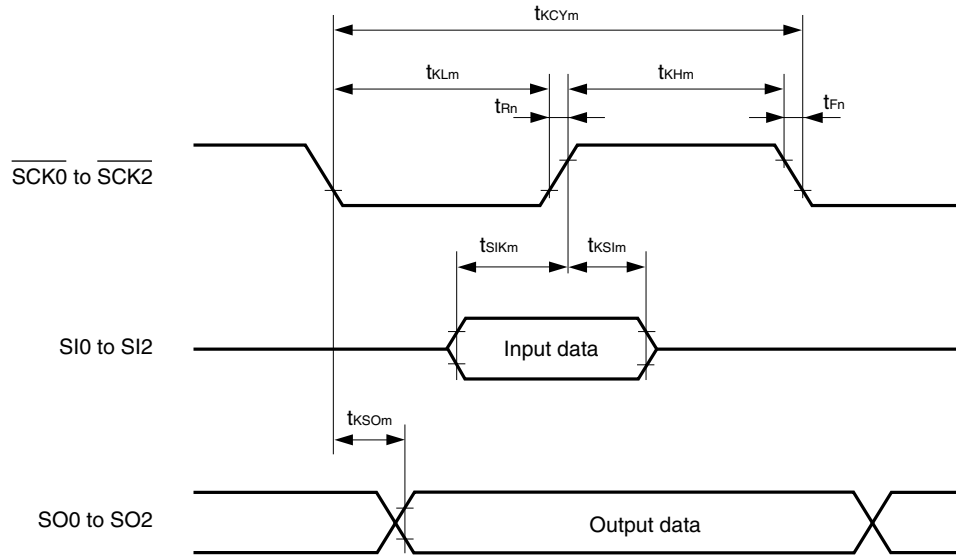 tKCYm
tKLm
tKHm
tRn
tFn
SCK0 to SCK2
tSIKm
tKSIm
SI0 to SI2
Input data
tKSOm
SO0 to SO2
Output data